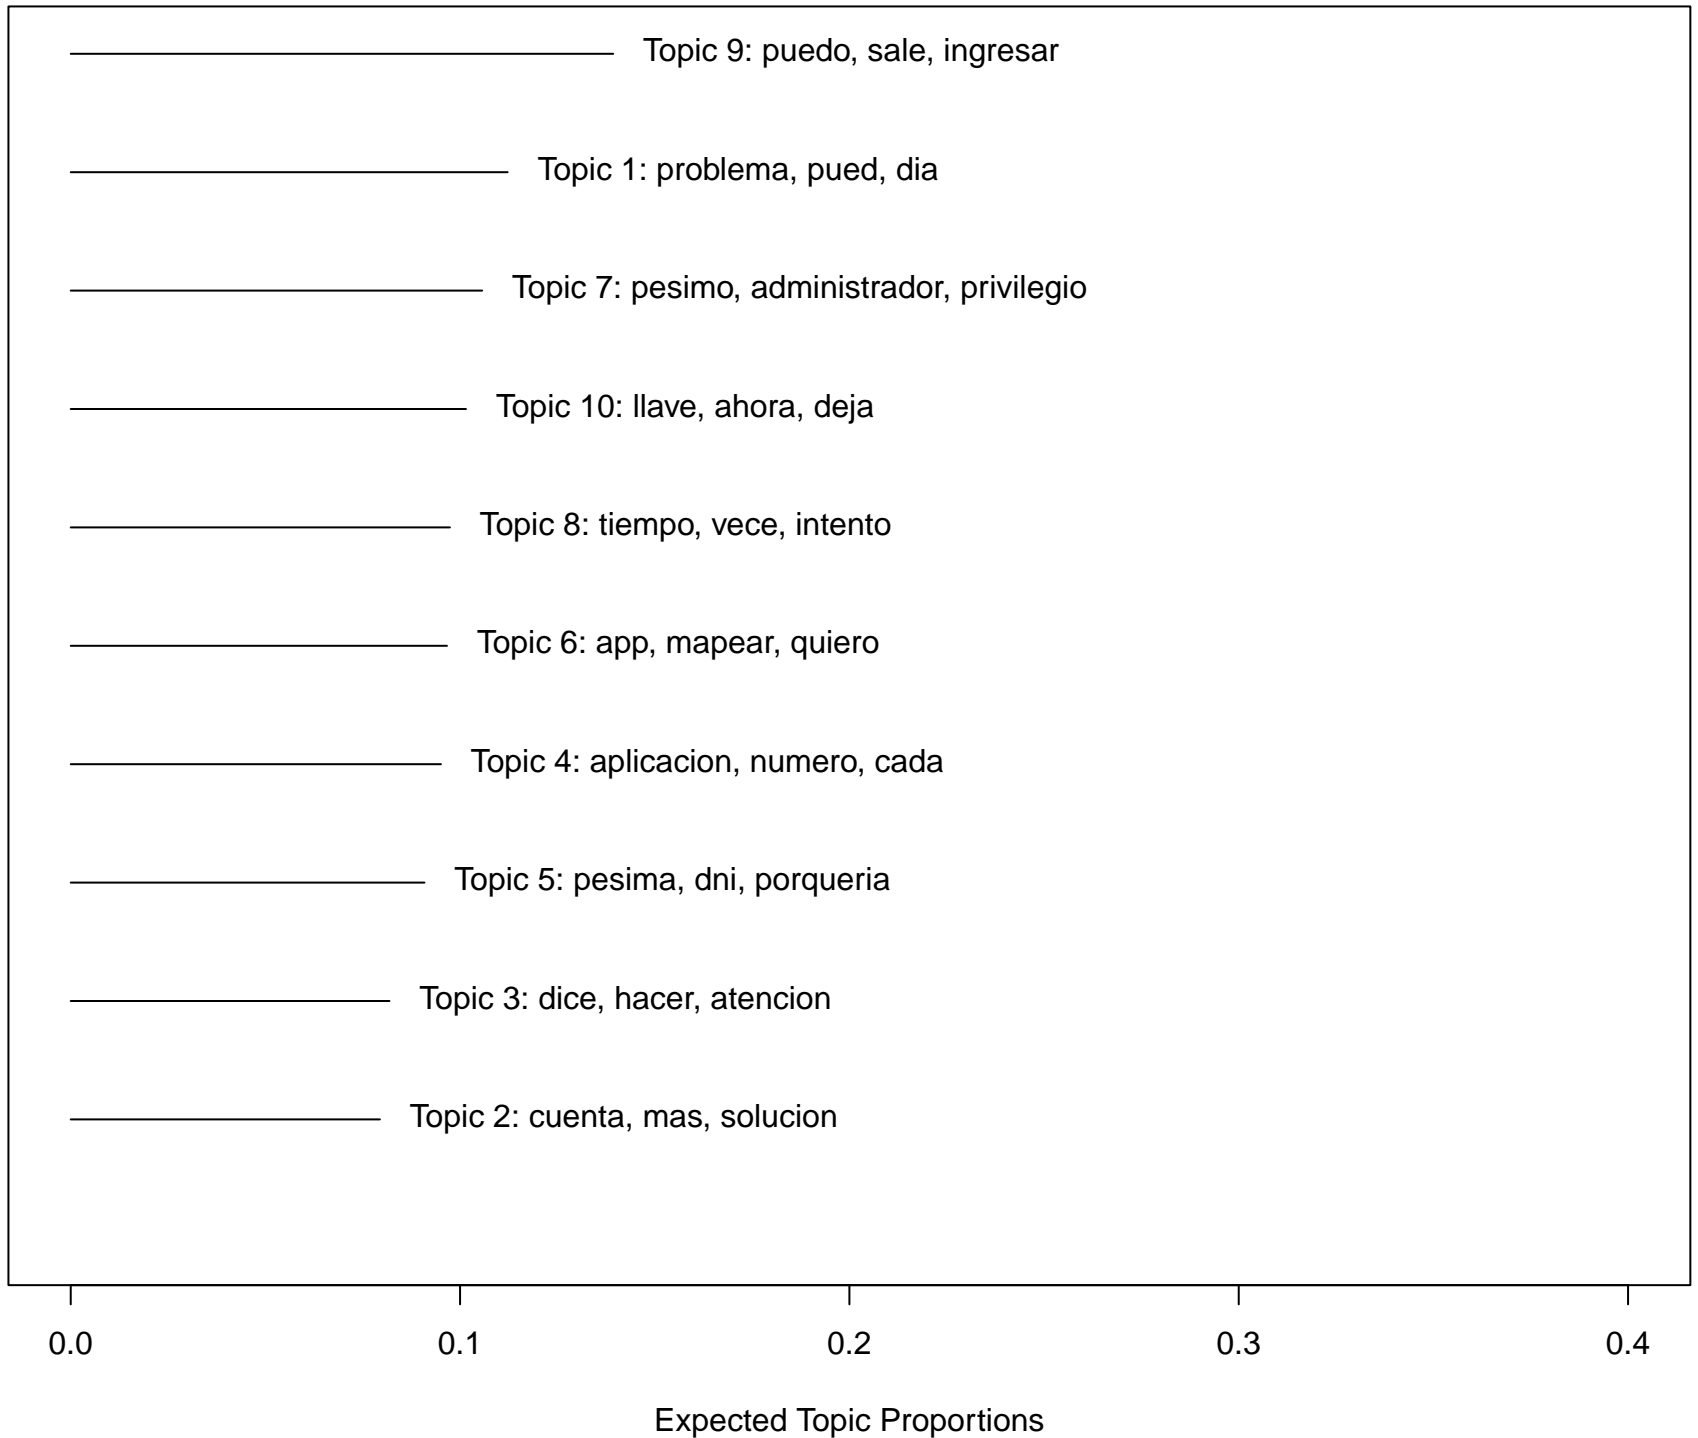 Topic 9: puedo, sale, ingresar
Topic 1: problema, pued, dia
Topic 7: pesimo, administrador, privilegio
Topic 10: llave, ahora, deja
Topic 8: tiempo, vece, intento
Topic 6: app, mapear, quiero
Topic 4: aplicacion, numero, cada
Topic 5: pesima, dni, porqueria
Topic 3: dice, hacer, atencion
Topic 2: cuenta, mas, solucion
0.0 0.1 0.2 0.3 0.4
Expected Topic Proportions